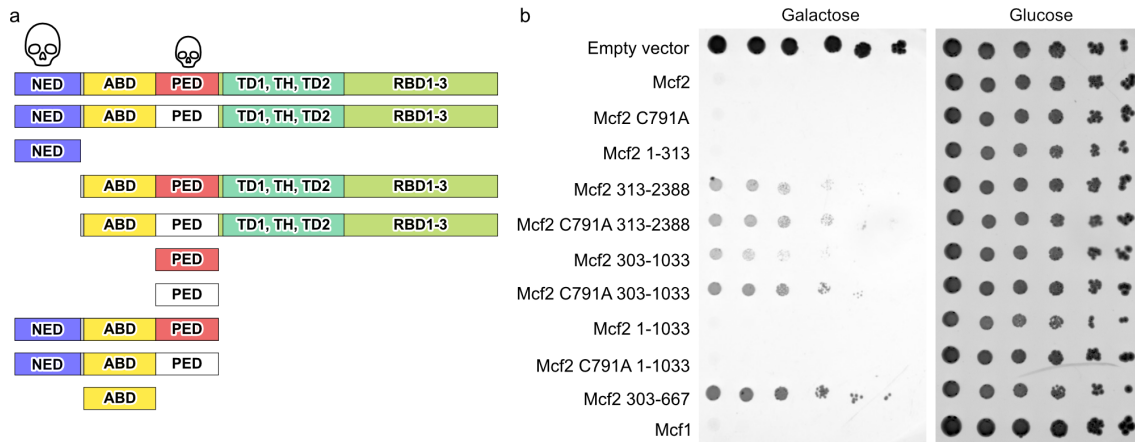 a
NED ABD PED TD1, TH, TD2 RBD1-3
NED ABD PED TD1, TH, TD2 RBD1-3
NED
ABD PED TD1, TH, TD2 RBD1-3
ABD PED TD1, TH, TD2 RBD1-3
PED
PED
NED ABD PED
NED ABD PED
ABD
b
Galactose Glucose
Empty vector
Mcf2
Mcf2 C791A
Mcf2 1-313
Mcf2 313-2388
Mcf2 C791A 313-2388
Mcf2 303-1033
Mcf2 C791A 303-1033
Mcf2 1-1033
Mcf2 C791A 1-1033
Mcf2 303-667
Mcf1